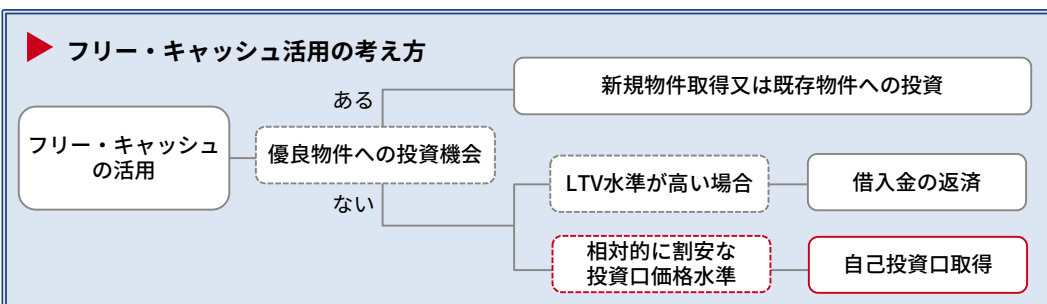 フリー・キャッシュ活用の考え方
ある
新規物件取得又は既存物件への投資
フリー・キャッシュ
の活用
優良物件への投資機会
ない
LTV水準が高い場合
借入金の返済
相対的に割安な
投資口価格水準
自己投資口取得